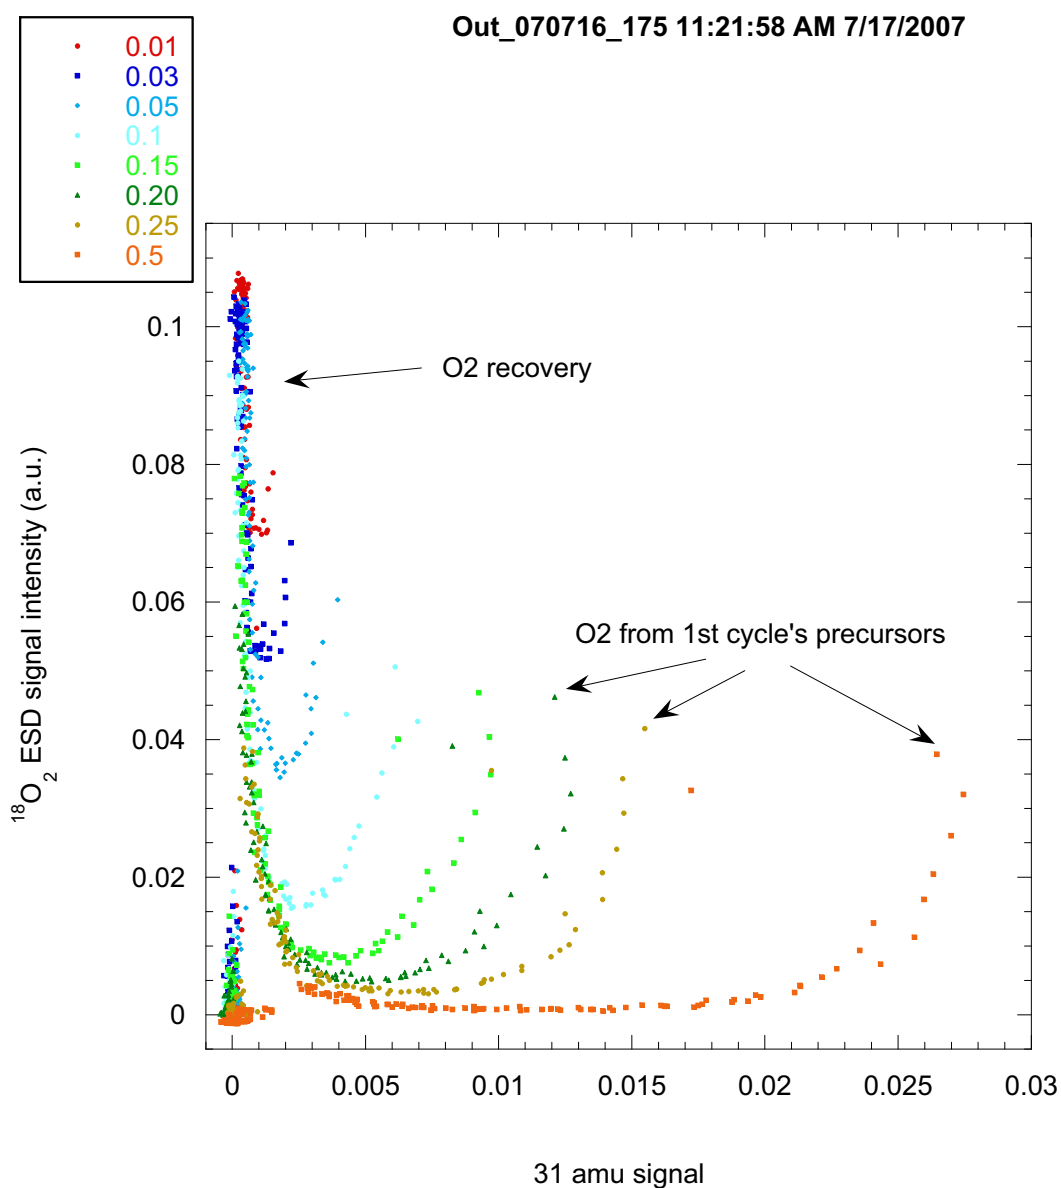 Out_070716_175 11:21:58 AM 7/17/2007
0.01
0.03
0.05
0.1
0.15
0.20
0.25
0.5
O2 recovery
O2 from 1st cycle's precursors
0.1
0.08
0.06
0.04
0.02
0
0 0.005 0.01 0.015 0.02 0.025 0.03
¹⁸O₂ ESD signal intensity (a.u.)
31 amu signal